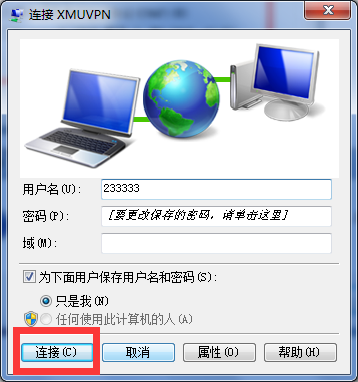 连接 XMUVPN
用户名(U): 233333
密码(P): [要更改保存的密码，请单击这里]
域(M):
为下面用户保存用户名和密码(S):
只是我(N)
任何使用此计算机的人(A)
连接(C) 取消 属性(O) 帮助(H)